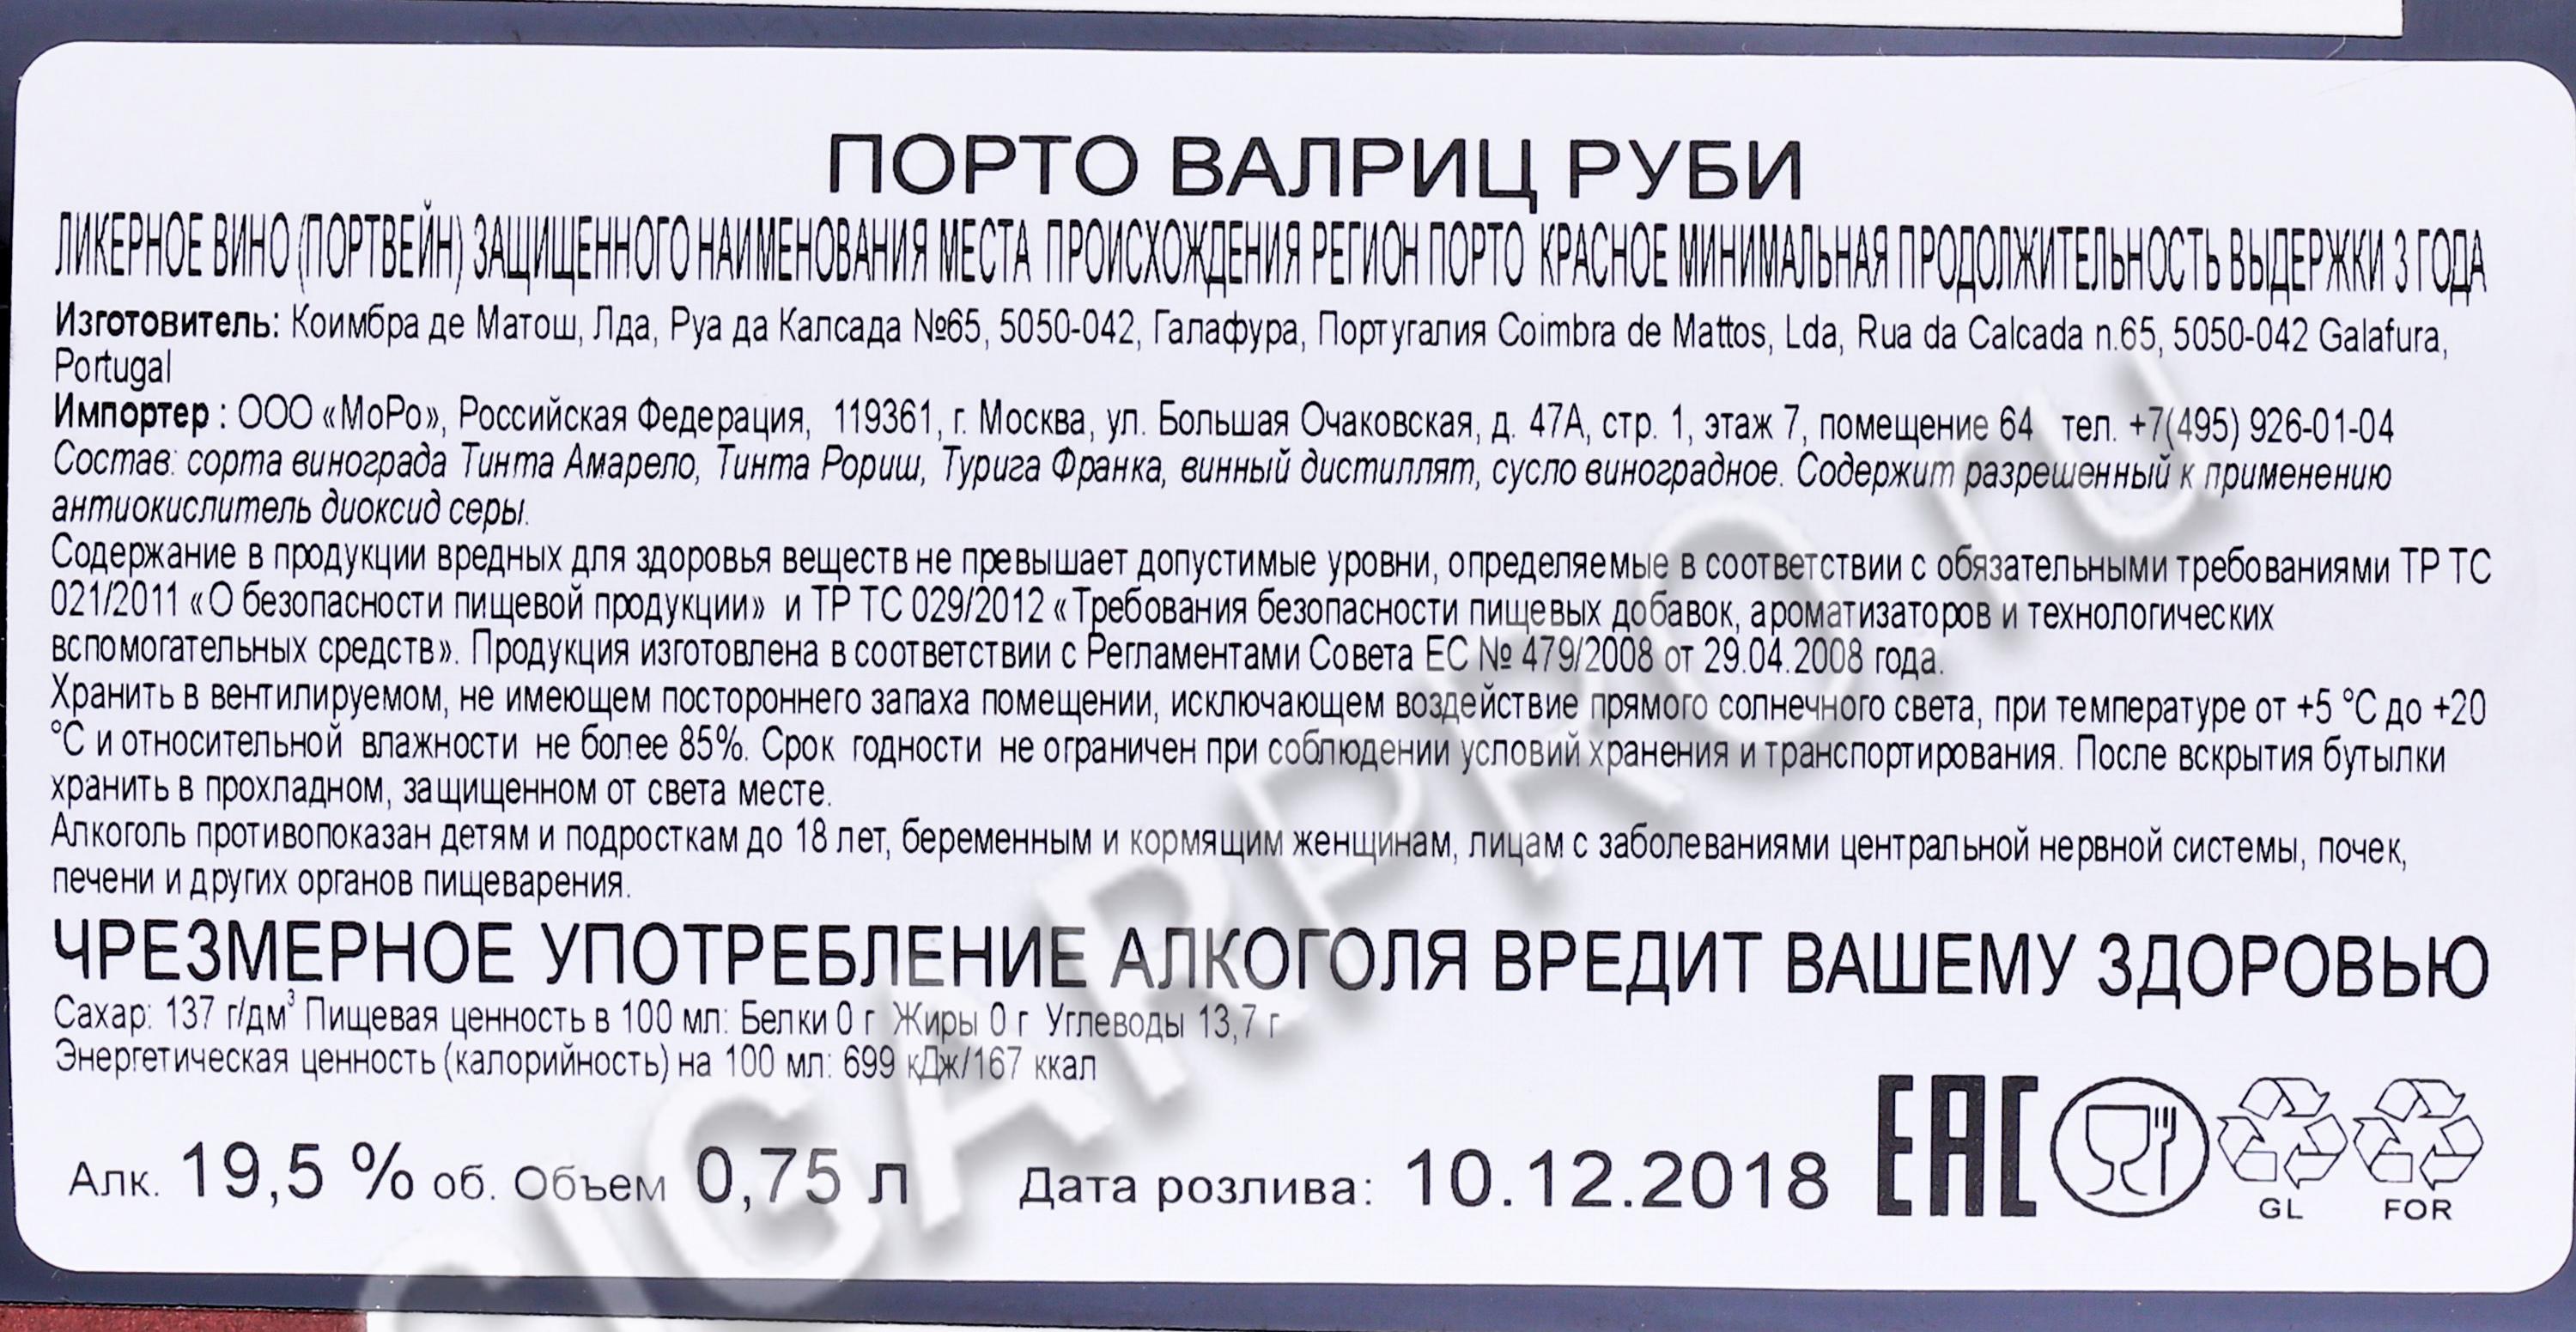 ПОРТО ВАЛРИЦ РУБИ
ЛИКЕРНОЕ ВИНО (ПОРТВЕЙН) ЗАЩИЩЕННОГО НАИМЕНОВАНИЯ МЕСТА ПРОИСХОЖДЕНИЯ РЕГИОН ПОРТО КРАСНОЕ МИНИМАЛЬНАЯ ПРОДОЛЖИТЕЛЬНОСТЬ ВЫДЕРЖКИ 3 ГОДА
Изготовитель: Коимбра де Матош, Лда, Руа да Калсада №65, 5050-042, Галафура, Португалия Coimbra de Mattos, Lda, Rua da Calcada n.65, 5050-042 Galafura,
Portugal
Импортер : ООО «МоРо», Российская Федерация, 119361, г. Москва, ул. Большая Очаковская, д. 47А, стр. 1, этаж 7, помещение 64 тел. +7(495) 926-01-04
Состав: сорта винограда Тинта Амарело, Тинта Рориш, Турига Франка, винный дистиллят, сусло виноградное. Содержит разрешенный к применению
антиокислитель диоксид серы.
Содержание в продукции вредных для здоровья веществ не превышает допустимые уровни, определяемые в соответствии с обязательными требованиями ТР ТС
021/2011 «О безопасности пищевой продукции» и ТР ТС 029/2012 «Требования безопасности пищевых добавок, ароматизаторов и технологических
вспомогательных средств». Продукция изготовлена в соответствии с Регламентами Совета ЕС № 479/2008 от 29.04.2008 года.
Хранить в вентилируемом, не имеющем постороннего запаха помещении, исключающем воздействие прямого солнечного света, при температуре от +5 °С до +20
°С и относительной влажности не более 85%. Срок годности не ограничен при соблюдении условий хранения и транспортирования. После вскрытия бутылки
хранить в прохладном, защищенном от света месте.
Алкоголь противопоказан детям и подросткам до 18 лет, беременным и кормящим женщинам, лицам с заболеваниями центральной нервной системы, почек,
печени и других органов пищеварения.
ЧРЕЗМЕРНОЕ УПОТРЕБЛЕНИЕ АЛКОГОЛЯ ВРЕДИТ ВАШЕМУ ЗДОРОВЬЮ
Сахар: 137 г/дм³ Пищевая ценность в 100 мл: Белки 0 г Жиры 0 г Углеводы 13,7 г
Энергетическая ценность (калорийность) на 100 мл: 699 кДж/167 ккал
Алк. 19,5 % об. Объем 0,75 л Дата розлива: 10.12.2018 EAC
GL FOR
CIGARPRO.ru